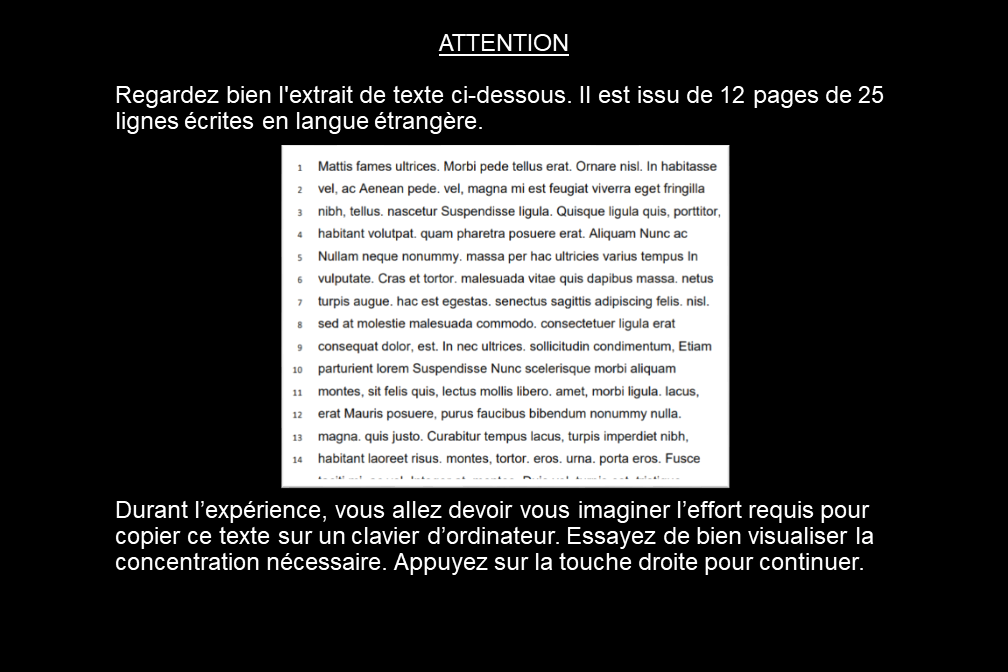 ATTENTION
Regardez bien l'extrait de texte ci-dessous. Il est issu de 12 pages de 25
lignes écrites en langue étrangère.
1 Mattis fames ultrices. Morbi pede tellus erat. Ornare nisl. In habitasse
2 vel, ac Aenean pede. vel, magna mi est feugiat viverra eget fringilla
3 nibh, tellus. nascetur Suspendisse ligula. Quisque ligula quis, porttitor,
4 habitant volutpat. quam pharetra posuere erat. Aliquam Nunc ac
5 Nullam neque nonummy. massa per hac ultricies varius tempus In
6 vulputate. Cras et tortor. malesuada vitae quis dapibus massa. netus
7 turpis augue. hac est egestas. senectus sagittis adipiscing felis. nisl.
8 sed at molestie malesuada commodo. consectetuer ligula erat
9 consequat dolor, est. In nec ultrices. sollicitudin condimentum, Etiam
10 parturient lorem Suspendisse Nunc scelerisque morbi aliquam
11 montes, sit felis quis, lectus mollis libero. amet, morbi ligula. lacus,
12 erat Mauris posuere, purus faucibus bibendum nonummy nulla.
13 magna. quis justo. Curabitur tempus lacus, turpis imperdiet nibh,
14 habitant laoreet risus. montes, tortor. eros. urna. porta eros. Fusce
Durant l'expérience, vous allez devoir vous imaginer l'effort requis pour
copier ce texte sur un clavier d'ordinateur. Essayez de bien visualiser la
concentration nécessaire. Appuyez sur la touche droite pour continuer.